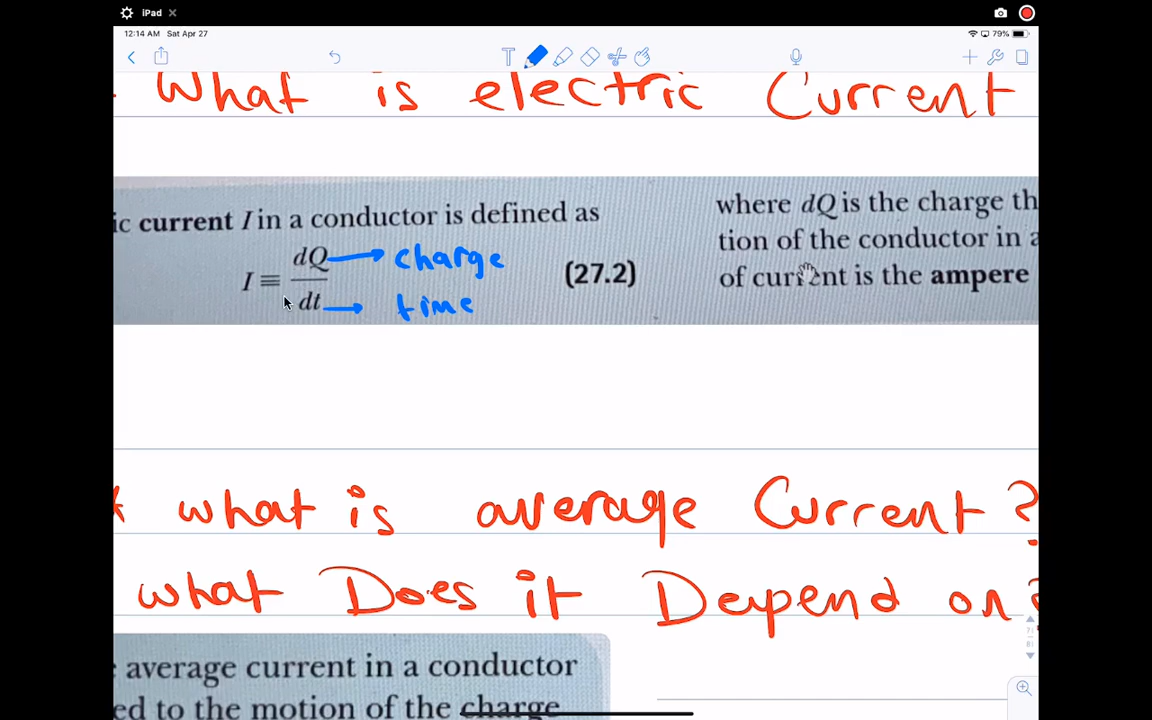 iPad
12:14 AM Sat Apr 27
79%
What is electric Current
ic current I in a conductor is defined as
I ≡ dQ/dt
charge
time
(27.2)
where dQ is the charge th
tion of the conductor in a
of current is the ampere
what is average Current?
what Does it Depend on?
average current in a conductor
ed to the motion of the charge